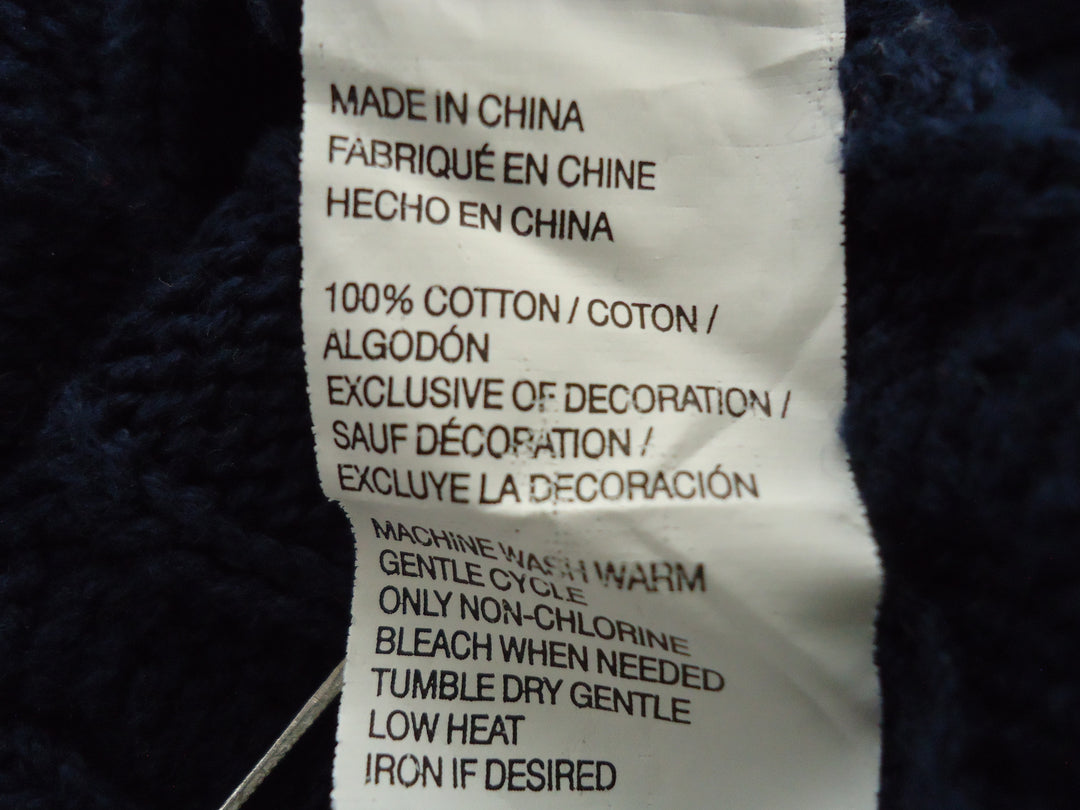 MADE IN CHINA
FABRIQUÉ EN CHINE
HECHO EN CHINA
100% COTTON / COTON /
ALGODÓN
EXCLUSIVE OF DECORATION /
SAUF DÉCORATION /
EXCLUYE LA DECORACIÓN
MACHINE WASH WARM
GENTLE CYCLE
ONLY NON-CHLORINE
BLEACH WHEN NEEDED
TUMBLE DRY GENTLE
LOW HEAT
IRON IF DESIRED